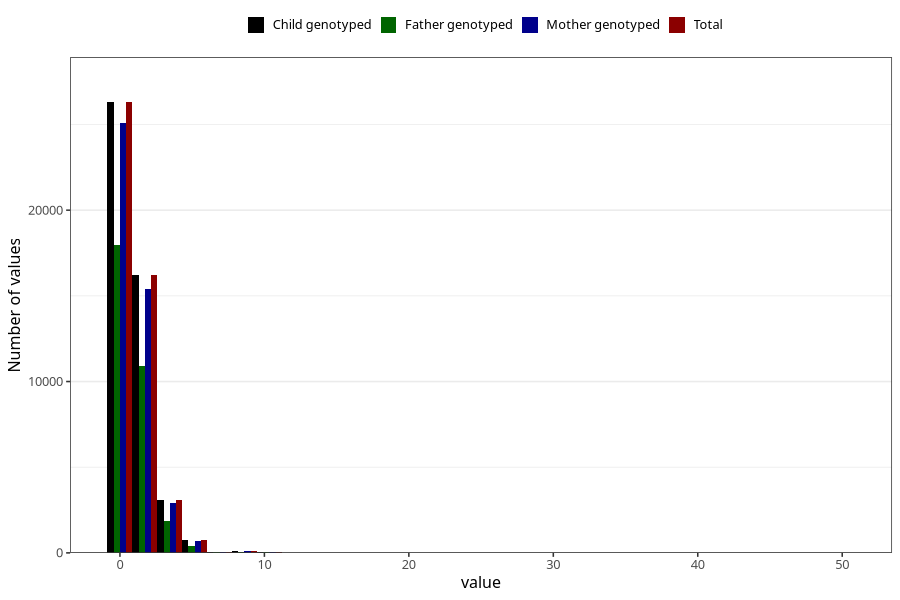 Child genotyped Father genotyped Mother genotyped Total
Number of values
20000
10000
0
0 10 20 30 40 50
value